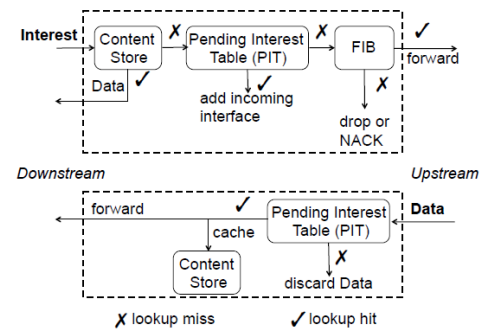 Interest
Content
Store
✗
Pending Interest
Table (PIT)
✗
FIB
✓
forward
Data
✓
✓
add incoming
interface
✗
drop or
NACK
Downstream
Upstream
forward
✓
cache
Pending Interest
Table (PIT)
Data
Content
Store
✗
discard Data
✗ lookup miss
✓ lookup hit